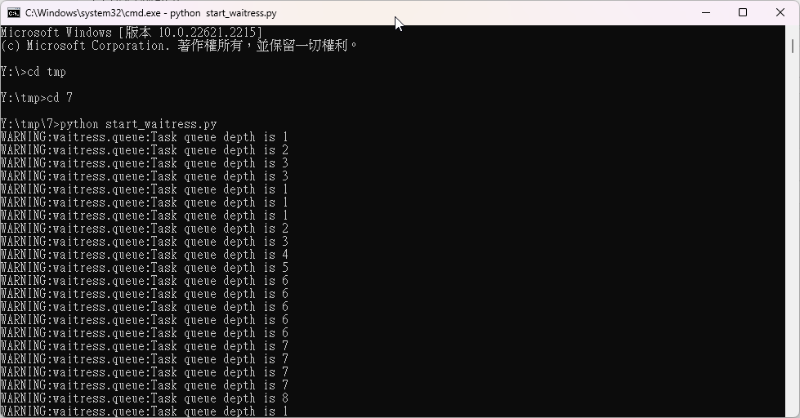 C:\Windows\system32\cmd.exe - python  start_waitress.py
Microsoft Windows [版本 10.0.22621.2215]
(c) Microsoft Corporation. 著作權所有，並保留一切權利。
Y:\>cd tmp
Y:\tmp>cd 7
Y:\tmp\7>python start_waitress.py
WARNING:waitress.queue:Task queue depth is 1
WARNING:waitress.queue:Task queue depth is 2
WARNING:waitress.queue:Task queue depth is 3
WARNING:waitress.queue:Task queue depth is 3
WARNING:waitress.queue:Task queue depth is 1
WARNING:waitress.queue:Task queue depth is 1
WARNING:waitress.queue:Task queue depth is 1
WARNING:waitress.queue:Task queue depth is 2
WARNING:waitress.queue:Task queue depth is 3
WARNING:waitress.queue:Task queue depth is 4
WARNING:waitress.queue:Task queue depth is 5
WARNING:waitress.queue:Task queue depth is 6
WARNING:waitress.queue:Task queue depth is 6
WARNING:waitress.queue:Task queue depth is 6
WARNING:waitress.queue:Task queue depth is 6
WARNING:waitress.queue:Task queue depth is 6
WARNING:waitress.queue:Task queue depth is 7
WARNING:waitress.queue:Task queue depth is 7
WARNING:waitress.queue:Task queue depth is 7
WARNING:waitress.queue:Task queue depth is 7
WARNING:waitress.queue:Task queue depth is 8
WARNING:waitress.queue:Task queue depth is 1